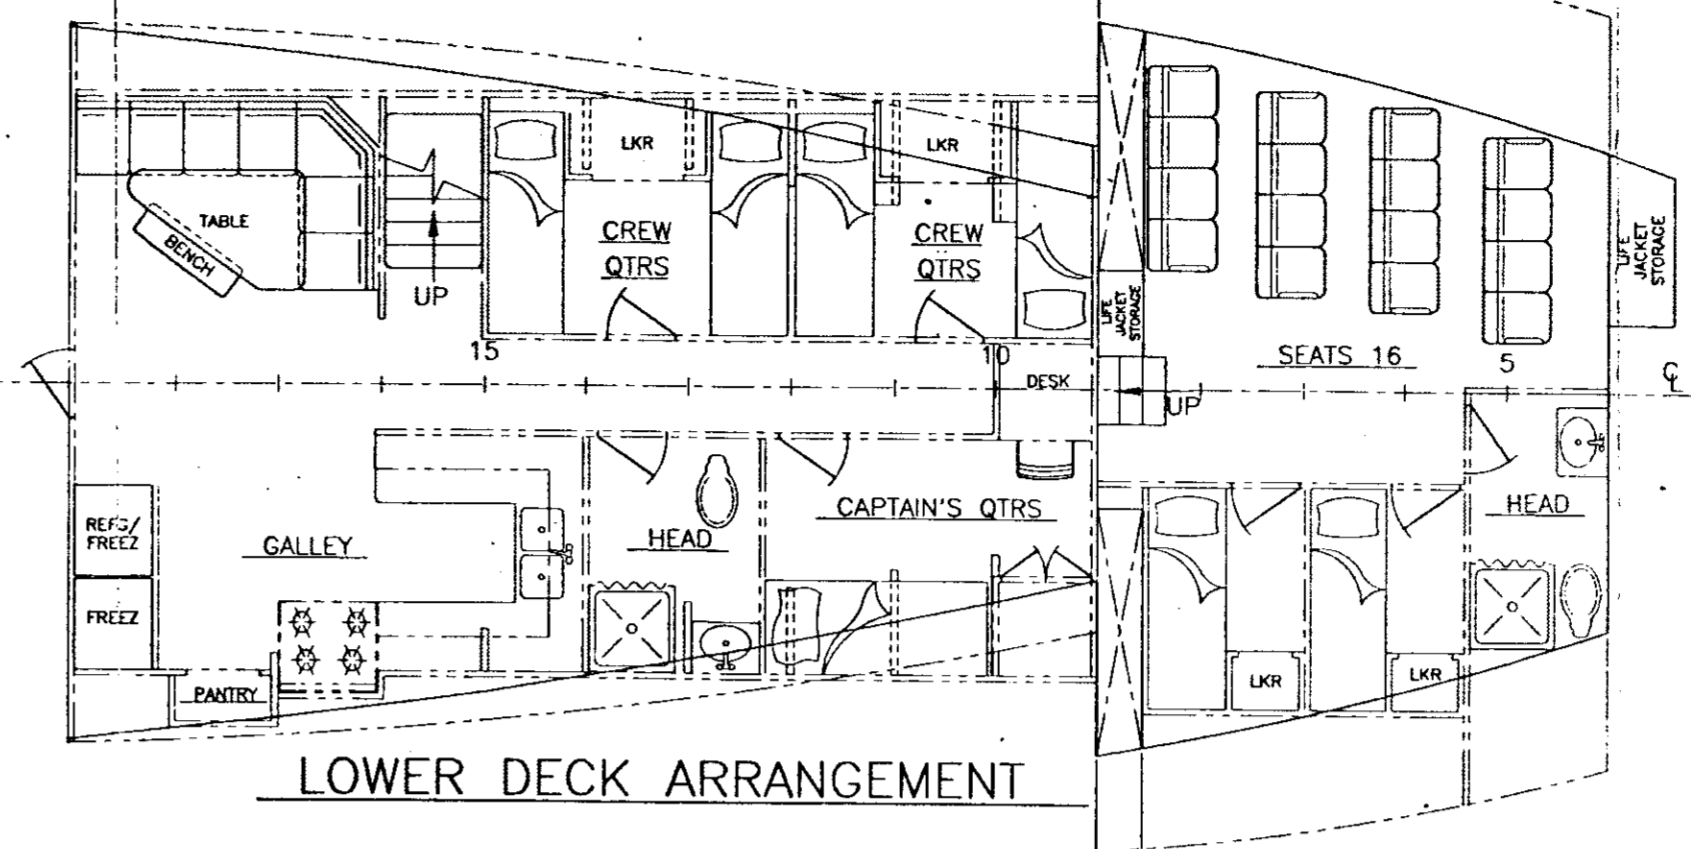 LKR
LKR
TABLE
BENCH
UP
CREW
QTRS
CREW
QTRS
LIFE
JACKET
STORAGE
LIFE
JACKET
STORAGE
15
10
SEATS 16
5
DESK
UP
℄
REFG/
FREEZ
FREEZ
GALLEY
PANTRY
HEAD
CAPTAIN'S QTRS
HEAD
LKR
LKR
LOWER DECK ARRANGEMENT